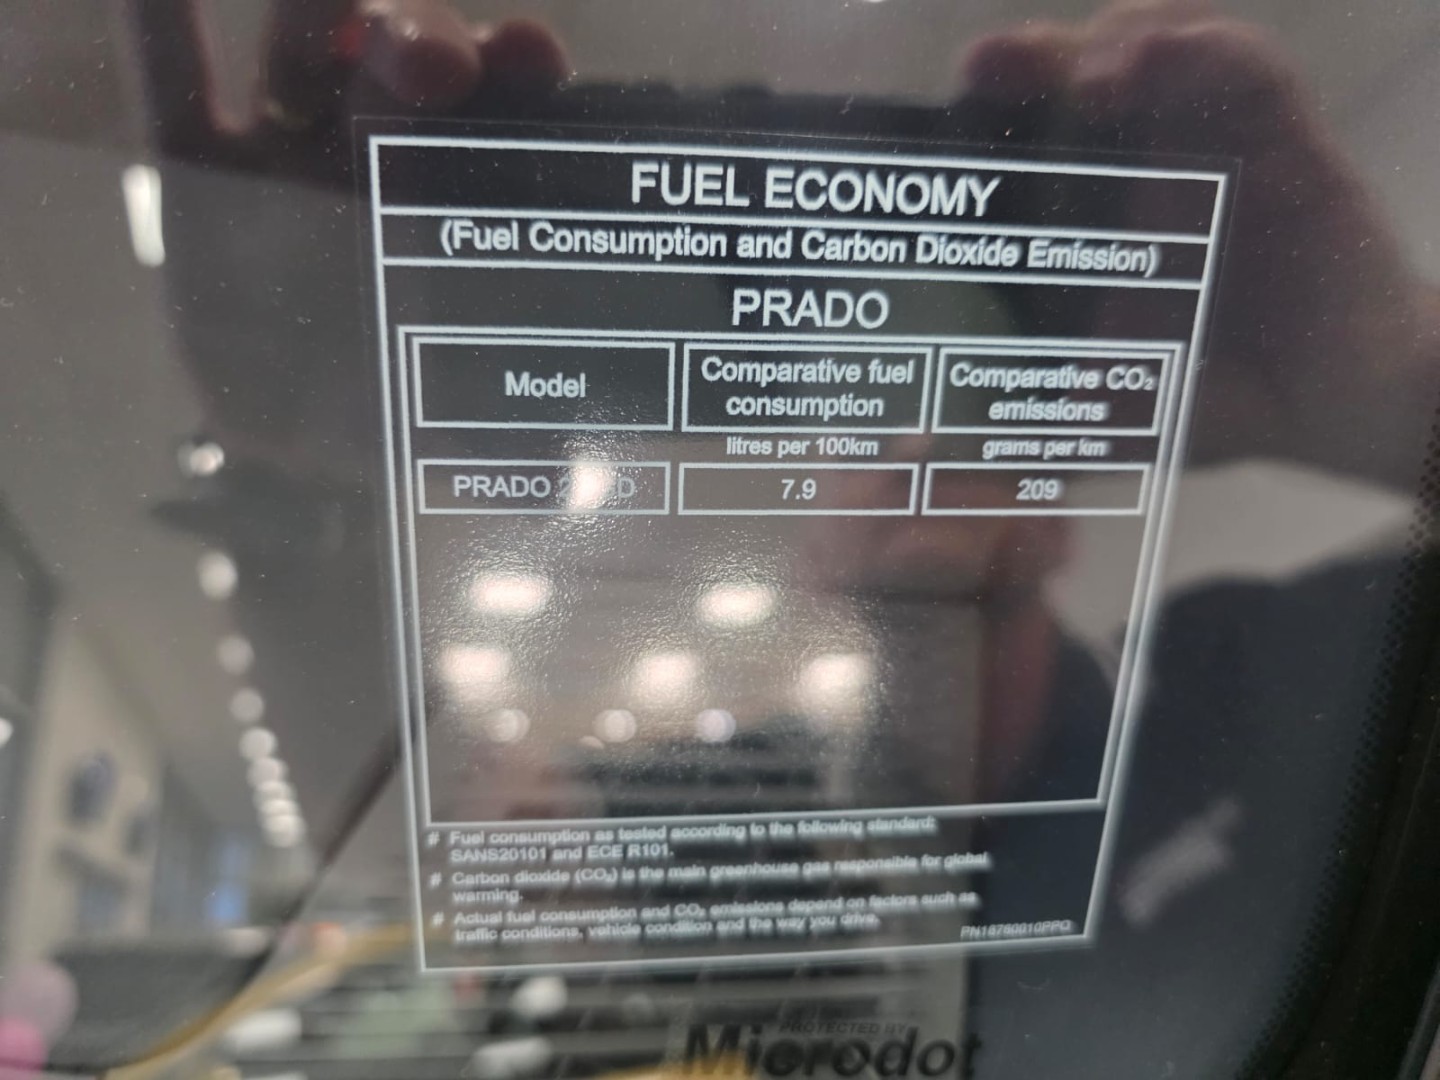 FUEL ECONOMY
(Fuel Consumption and Carbon Dioxide Emission)
PRADO
Model
Comparative fuel
consumption
Comparative CO₂
emissions
litres per 100km
grams per km
PRADO
7.9
209
# Fuel consumption as tested according to the following standard:
SANS20101 and ECE R101.
# Carbon dioxide (CO₂) is the main greenhouse gas responsible for global
warming.
# Actual fuel consumption and CO₂ emissions depend on factors such as
traffic conditions, vehicle condition and the way you drive.
PROTECTED BY
Microdot